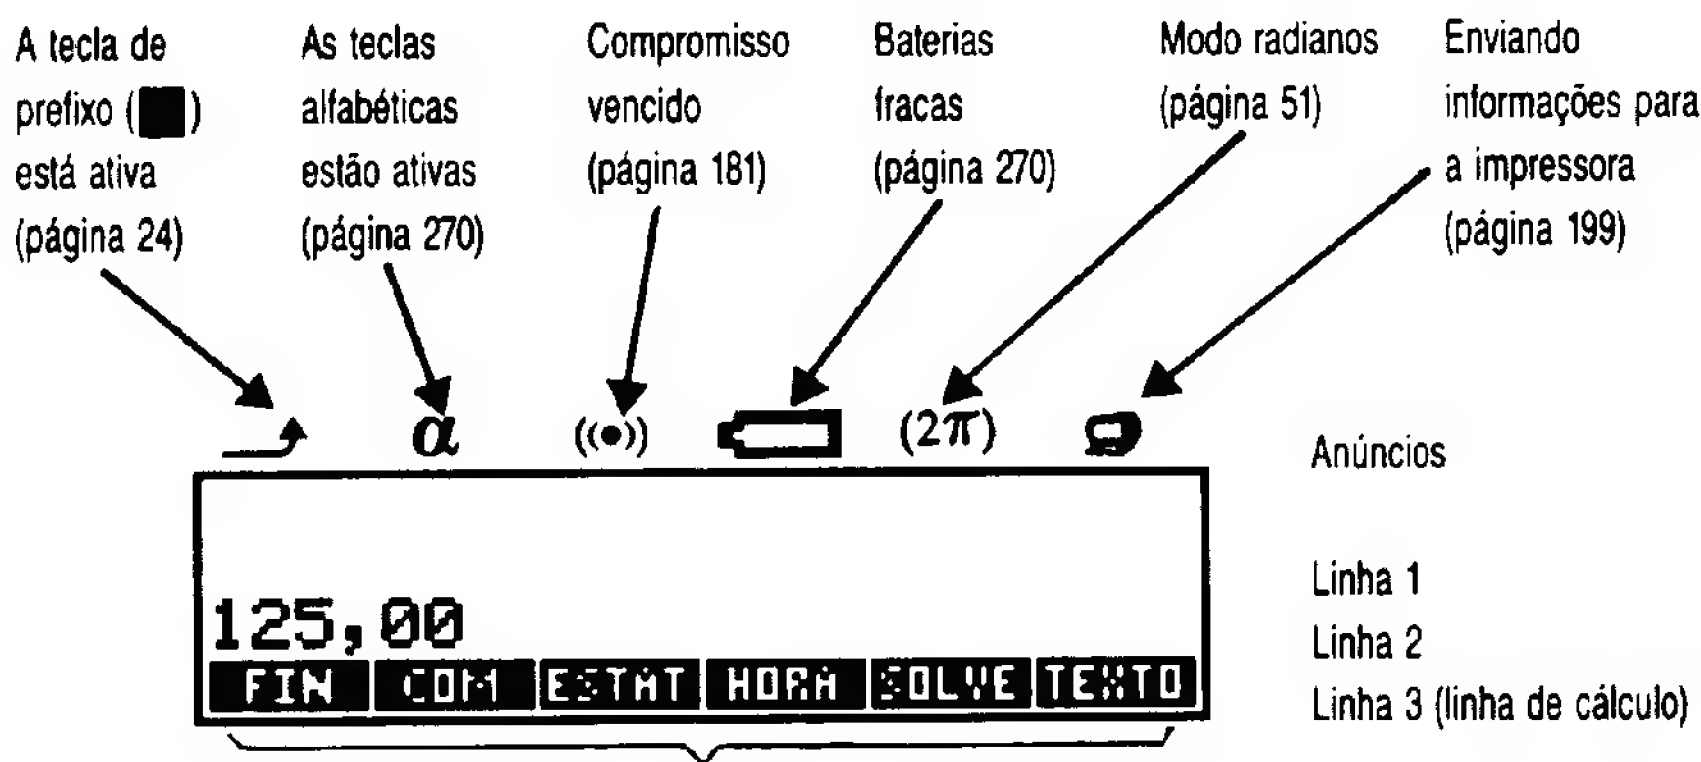 A tecla de
prefixo (■)
está ativa
(página 24)
As teclas
alfabéticas
estão ativas
(página 270)
Compromisso
vencido
(página 181)
Baterias
fracas
(página 270)
Modo radianos
(página 51)
Enviando
informações para
a impressora
(página 199)
α ((•)) (2π)
Anúncios
Linha 1
125,00
Linha 2
FIN COM ESTAT HORA SOLVE TEXTO
Linha 3 (linha de cálculo)